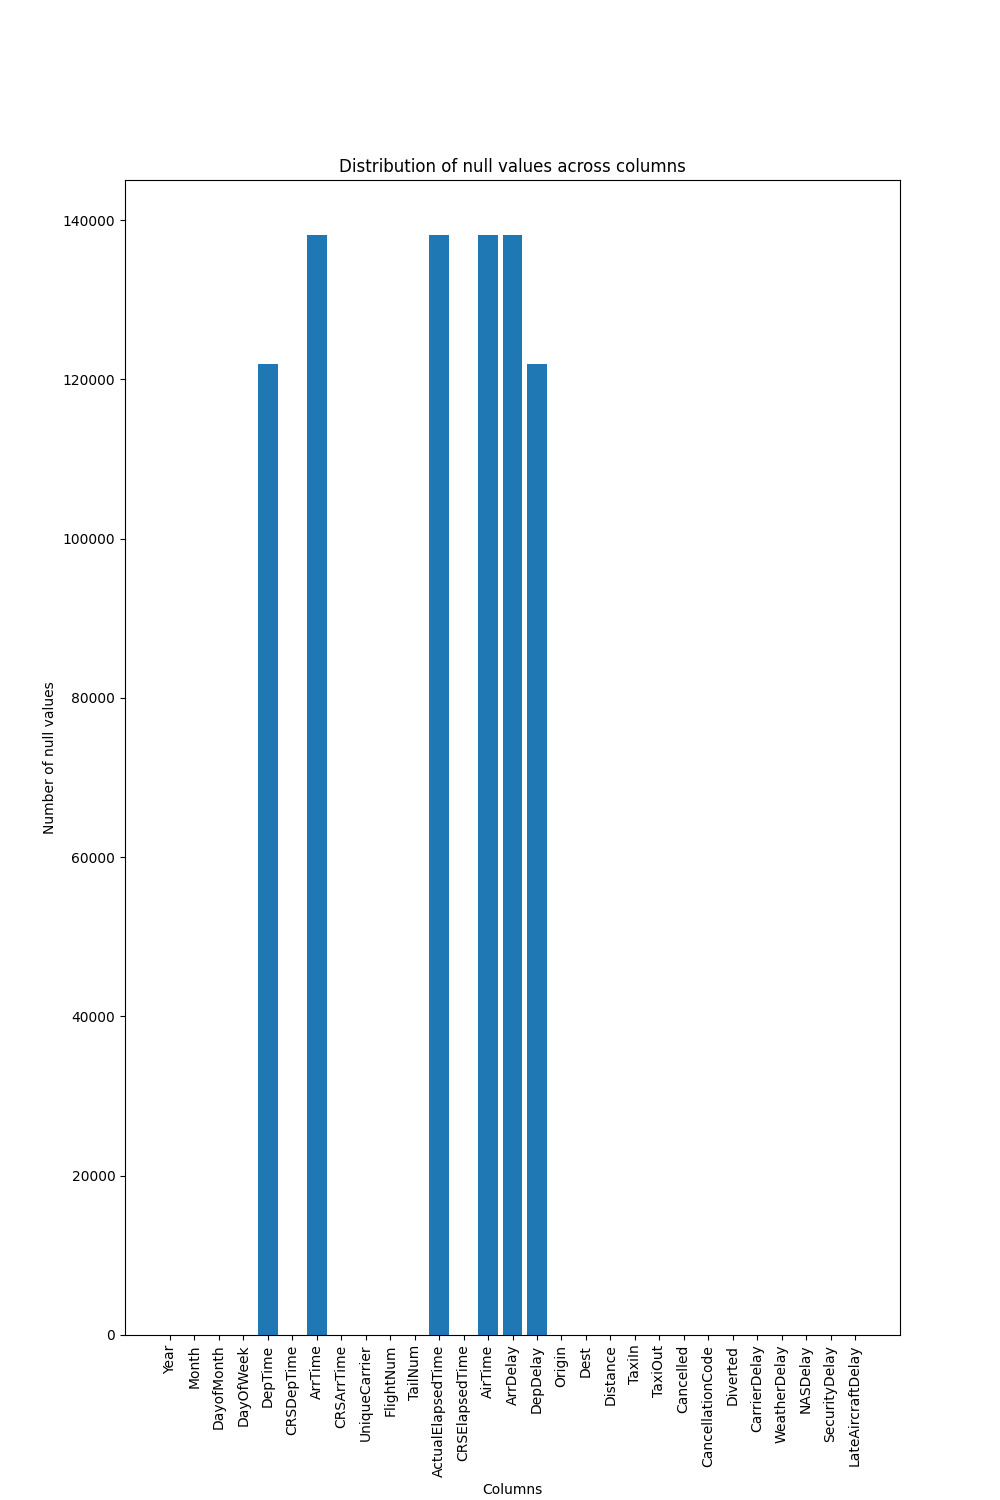 Distribution of null values across columns
140000
120000
100000
80000
60000
40000
20000
0
Number of null values
Year
Month
DayofMonth
DayOfWeek
DepTime
CRSDepTime
ArrTime
CRSArrTime
UniqueCarrier
FlightNum
TailNum
ActualElapsedTime
CRSElapsedTime
AirTime
ArrDelay
DepDelay
Origin
Dest
Distance
TaxiIn
TaxiOut
Cancelled
CancellationCode
Diverted
CarrierDelay
WeatherDelay
NASDelay
SecurityDelay
LateAircraftDelay
Columns